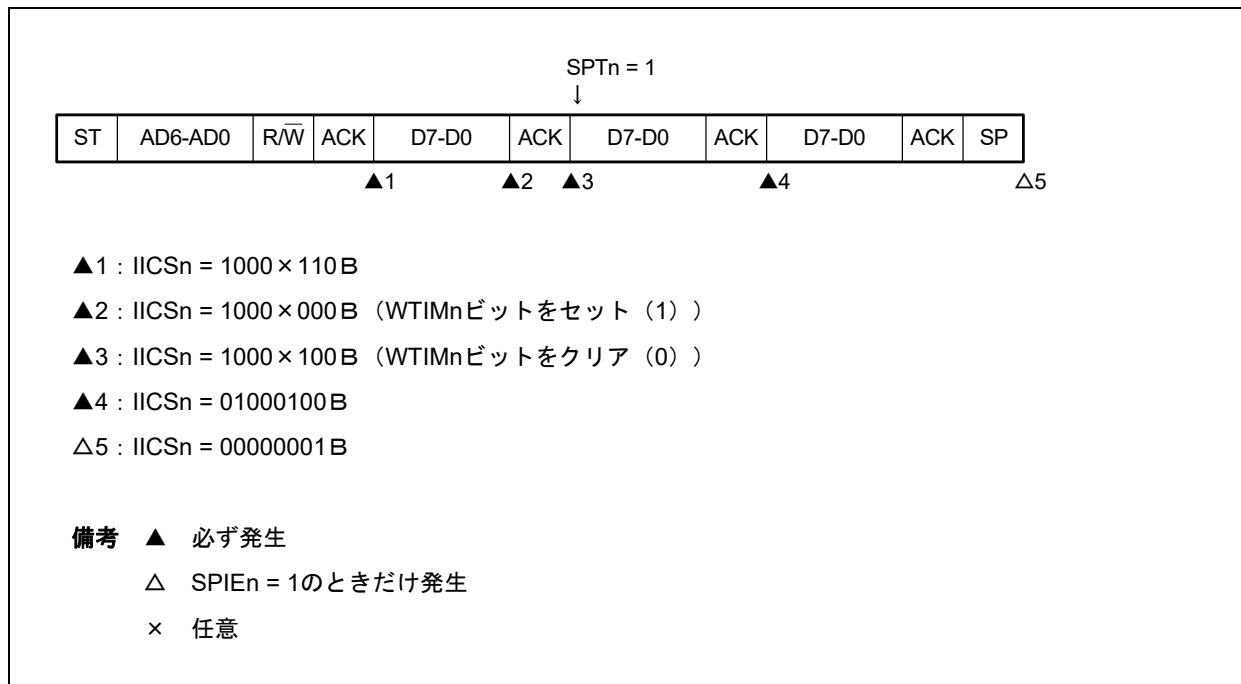 SPTn = 1
↓
ST AD6-AD0 R/W̅ ACK D7-D0 ACK D7-D0 ACK D7-D0 ACK SP
▲1 ▲2 ▲3 ▲4 △5
▲1：IICSn = 1000×110B
▲2：IICSn = 1000×000B（WTIMnビットをセット（1））
▲3：IICSn = 1000×100B（WTIMnビットをクリア（0））
▲4：IICSn = 01000100B
△5：IICSn = 00000001B
備考 ▲ 必ず発生
△ SPIEn = 1のときだけ発生
× 任意